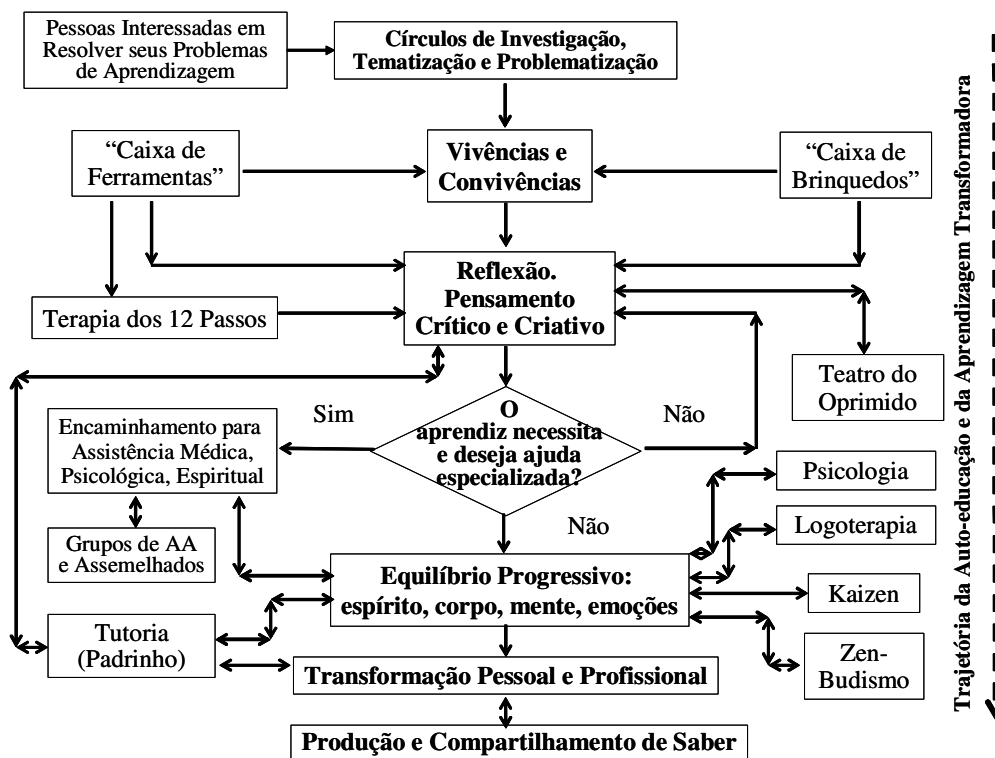 Pessoas Interessadas em
Resolver seus Problemas
de Aprendizagem
Círculos de Investigação,
Tematização e Problematização
“Caixa de
Ferramentas”
Vivências e
Convivências
“Caixa de
Brinquedos”
Reflexão.
Pensamento
Crítico e Criativo
Terapia dos 12 Passos
Teatro do
Oprimido
Sim
O
aprendiz necessita
e deseja ajuda
especializada?
Não
Encaminhamento para
Assistência Médica,
Psicológica, Espiritual
Psicologia
Logoterapia
Não
Grupos de AA
e Assemelhados
Equilíbrio Progressivo:
espírito, corpo, mente, emoções
Kaizen
Tutoria
(Padrinho)
Zen-
Budismo
Transformação Pessoal e Profissional
Produção e Compartilhamento de Saber
Trajetória da Auto-educação e da Aprendizagem Transformadora